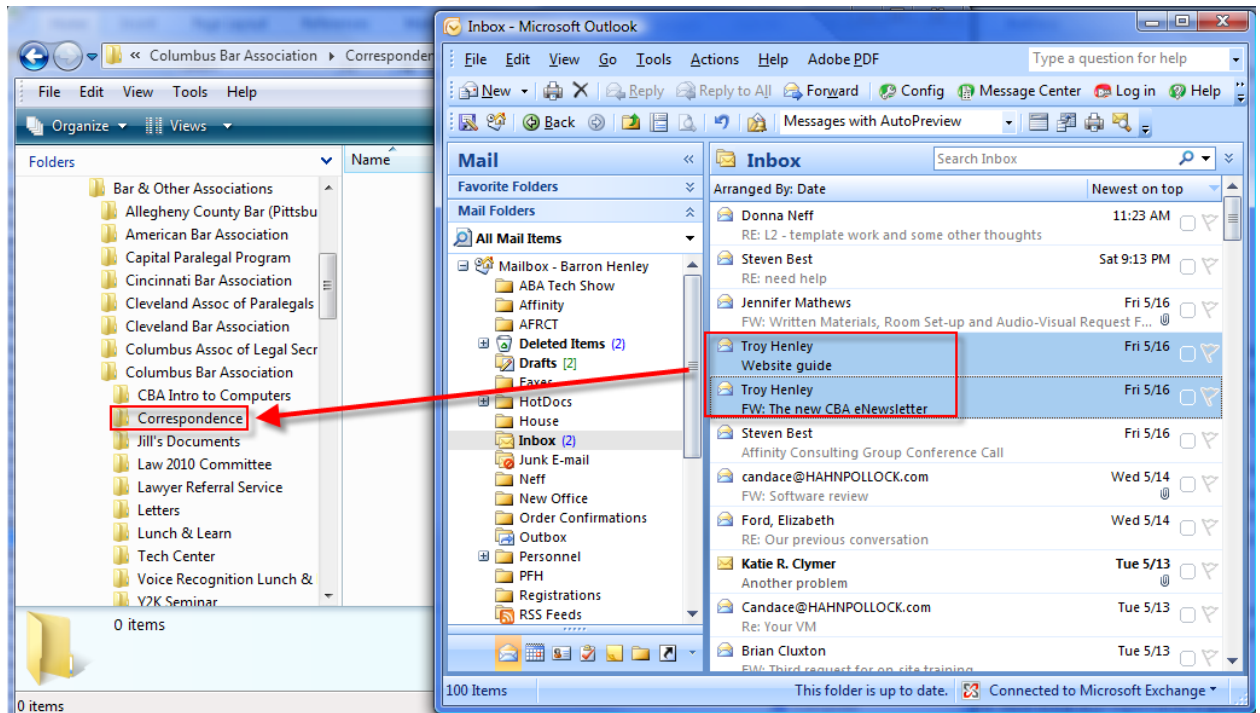 « Columbus Bar Association ▸ Corresponden
File Edit View Tools Help
Organize Views
Folders
Name
Bar & Other Associations
Allegheny County Bar (Pittsbu
American Bar Association
Capital Paralegal Program
Cincinnati Bar Association
Cleveland Assoc of Paralegals
Cleveland Bar Association
Columbus Assoc of Legal Secr
Columbus Bar Association
CBA Intro to Computers
Correspondence
Jill's Documents
Law 2010 Committee
Lawyer Referral Service
Letters
Lunch & Learn
Tech Center
Voice Recognition Lunch &
Y2K Seminar
0 items
0 items
Inbox - Microsoft Outlook
File Edit View Go Tools Actions Help Adobe PDF
Type a question for help
New Reply Reply to All Forward Config Message Center Log in Help
Back Messages with AutoPreview
Mail «
Favorite Folders
Mail Folders
All Mail Items
Mailbox - Barron Henley
ABA Tech Show
Affinity
AFRCT
Deleted Items (2)
Drafts [2]
Faxes
HotDocs
House
Inbox (2)
Junk E-mail
Neff
New Office
Order Confirmations
Outbox
Personnel
PFH
Registrations
RSS Feeds
Inbox
Search Inbox
Arranged By: Date Newest on top
Donna Neff 11:23 AM
RE: L2 - template work and some other thoughts
Steven Best Sat 9:13 PM
RE: need help
Jennifer Mathews Fri 5/16
FW: Written Materials, Room Set-up and Audio-Visual Request F...
Troy Henley Fri 5/16
Website guide
Troy Henley Fri 5/16
FW: The new CBA eNewsletter
Steven Best Fri 5/16
Affinity Consulting Group Conference Call
candace@HAHNPOLLOCK.com Wed 5/14
FW: Software review
Ford, Elizabeth Wed 5/14
RE: Our previous conversation
Katie R. Clymer Tue 5/13
Another problem
Candace@HAHNPOLLOCK.com Tue 5/13
Re: Your VM
Brian Cluxton Tue 5/13
FW: Third request for on-site training
100 Items
This folder is up to date. Connected to Microsoft Exchange